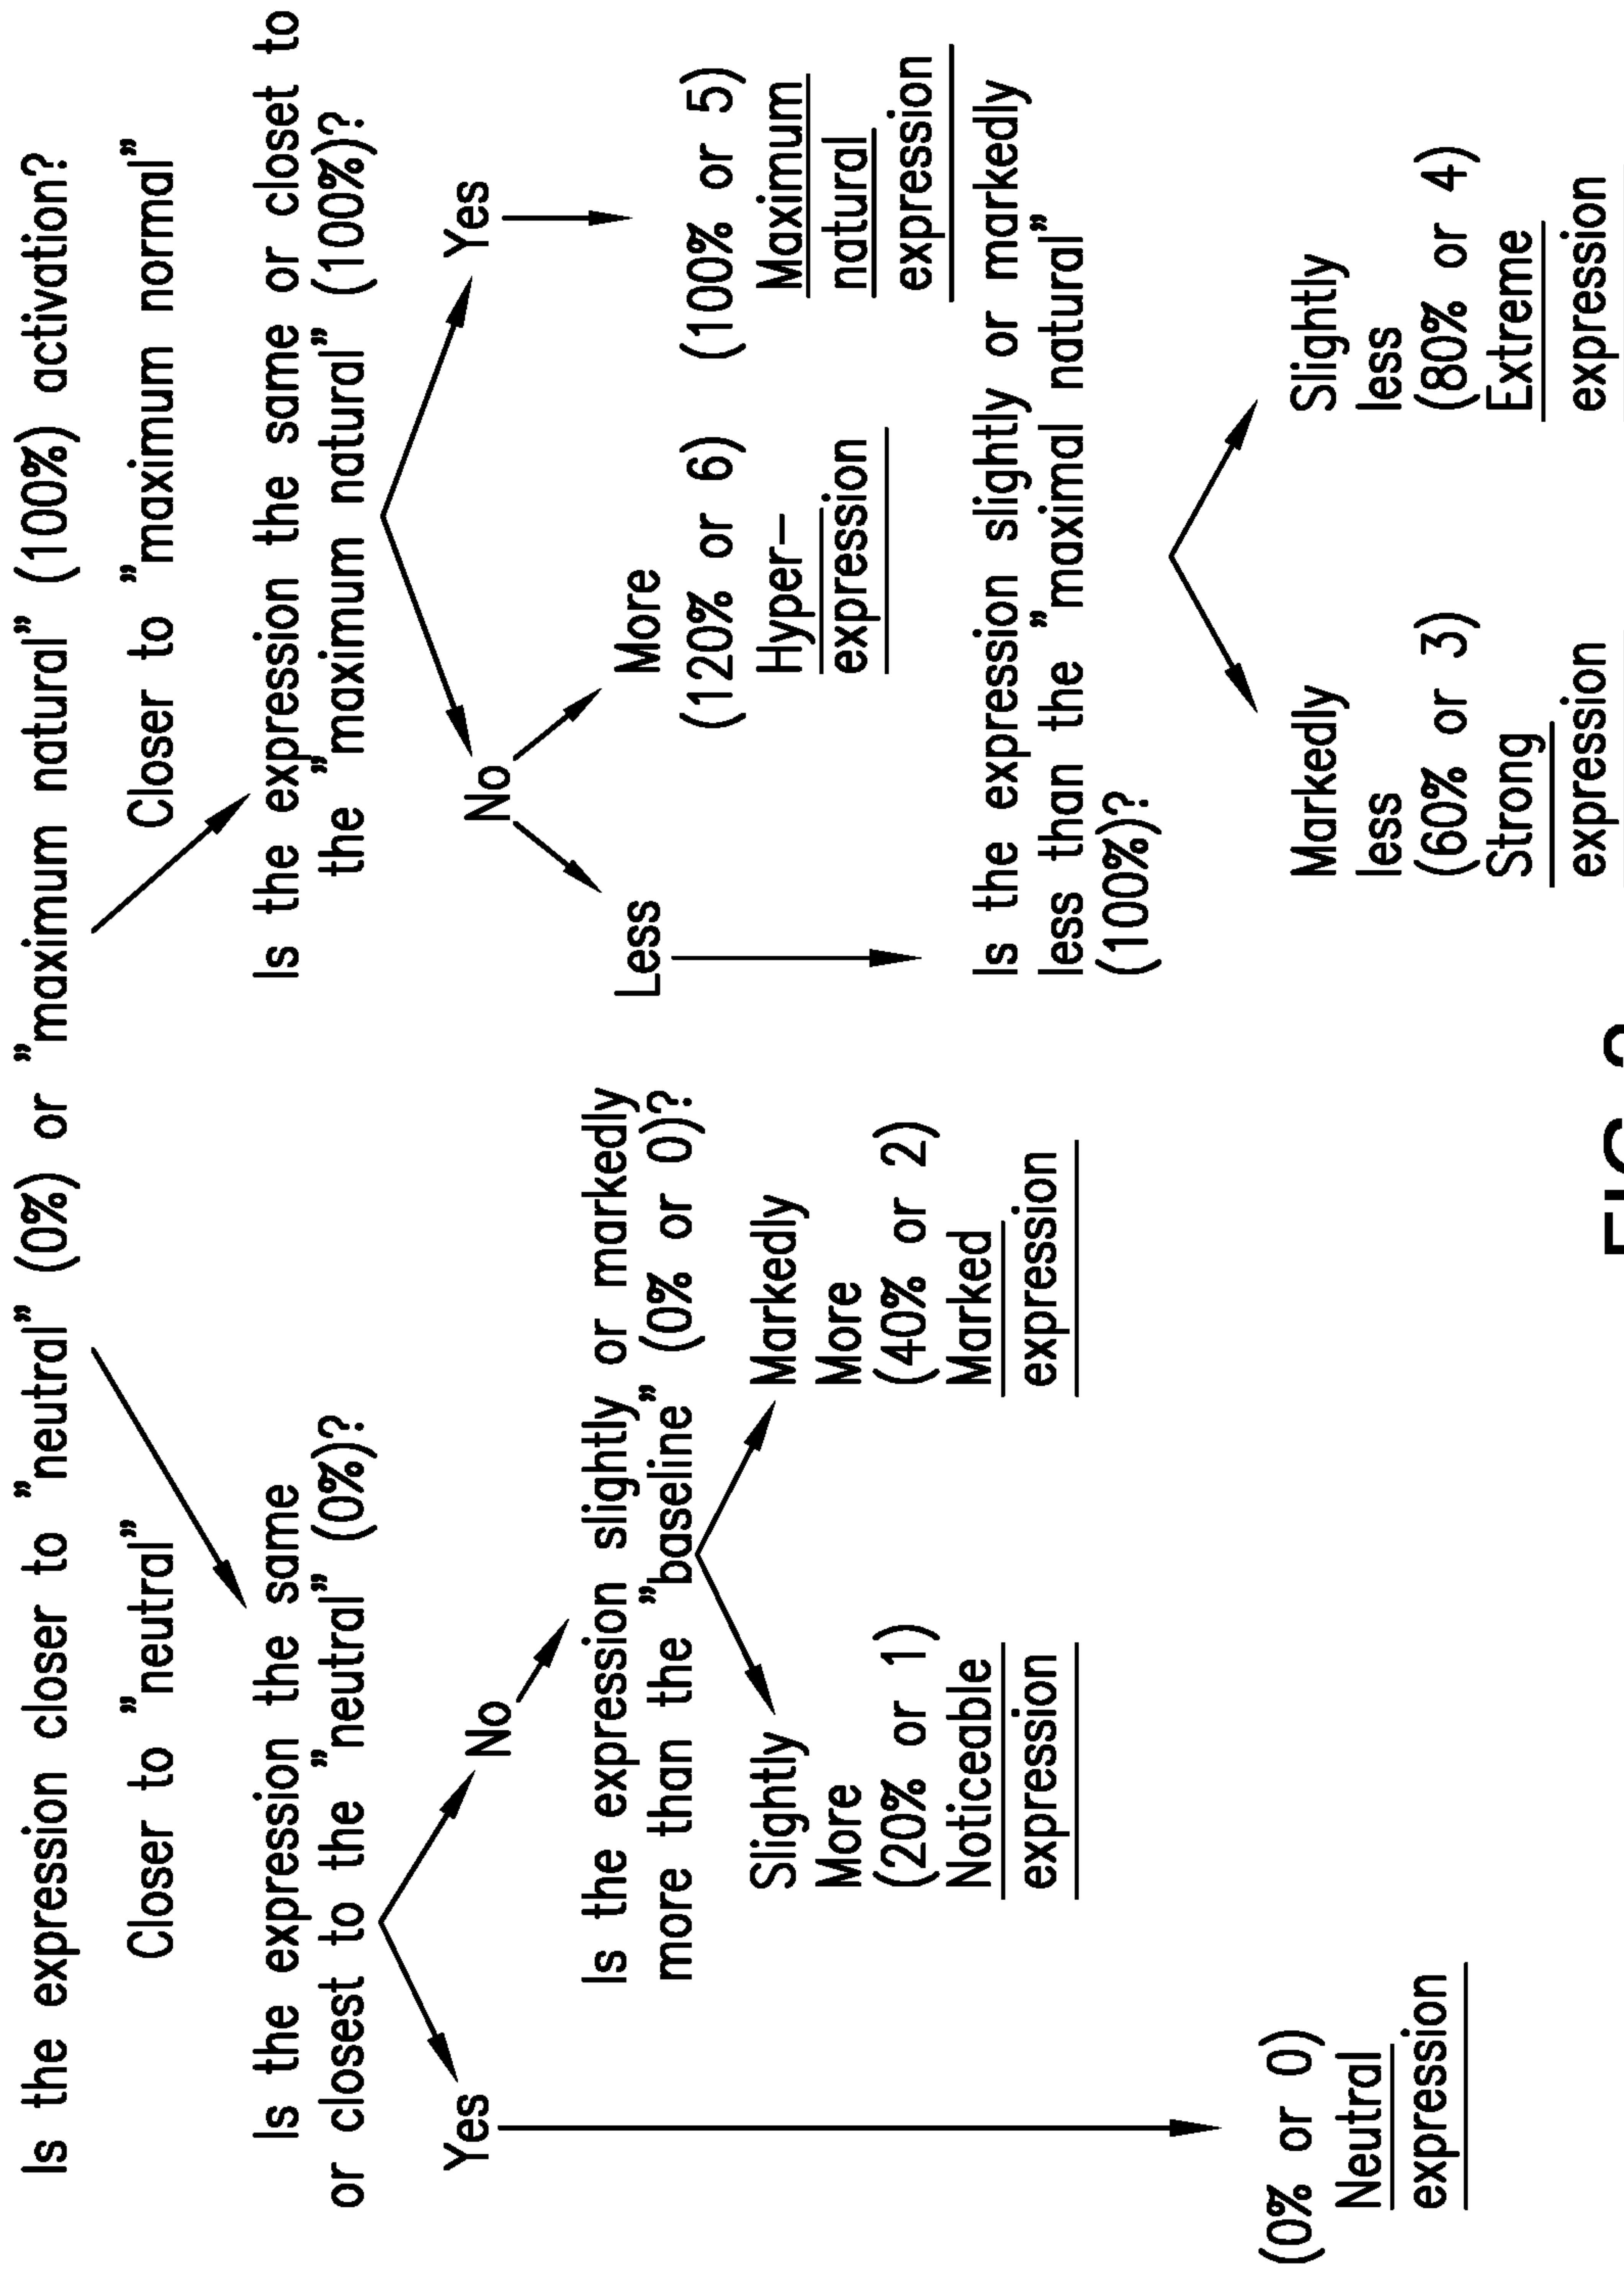 Is the expression closer to "neutral" (0%) or "maximum natural" (100%) activation?
Closer to "neutral"
Closer to "maximum normal"
Is the expression the same
or closest to the "neutral" (0%)?
Yes
No
Is the expression slightly or markedly
more than the "baseline" (0% or 0)?
Slightly
More
(20% or 1)
Noticeable
expression
Markedly
More
(40% or 2)
Marked
expression
(0% or 0)
Neutral
expression
Is the expression the same or closet to
the "maximum natural" (100%)?
No
Yes
Less
More
(120% or 6)
Hyper-
expression
(100% or 5)
Maximum
natural
expression
Is the expression slightly or markedly
less than the "maximal natural"
(100%)?
Markedly
less
(60% or 3)
Strong
expression
Slightly
less
(80% or 4)
Extreme
expression